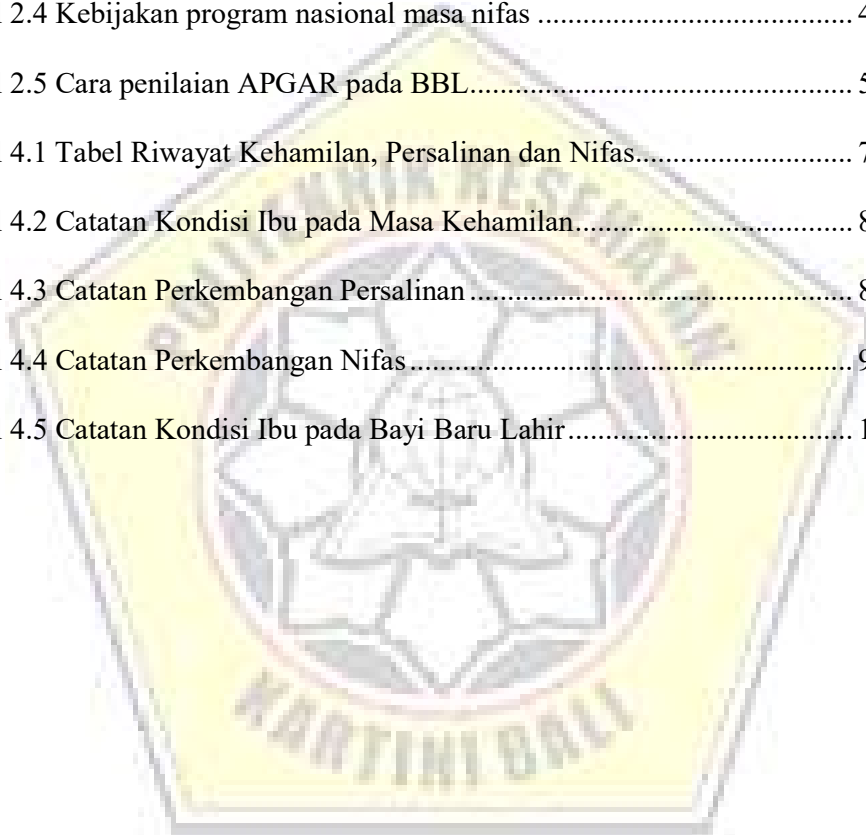 2.4 Kebijakan program nasional masa nifas .......................................... 4
2.5 Cara penilaian APGAR pada BBL.................................................... 5
4.1 Tabel Riwayat Kehamilan, Persalinan dan Nifas............................ 7
4.2 Catatan Kondisi Ibu pada Masa Kehamilan..................................... 8
4.3 Catatan Perkembangan Persalinan .................................................. 8
4.4 Catatan Perkembangan Nifas........................................................... 9
4.5 Catatan Kondisi Ibu pada Bayi Baru Lahir...................................... 1
POLITEKNIK KESEHATAN
KARTINI BALI